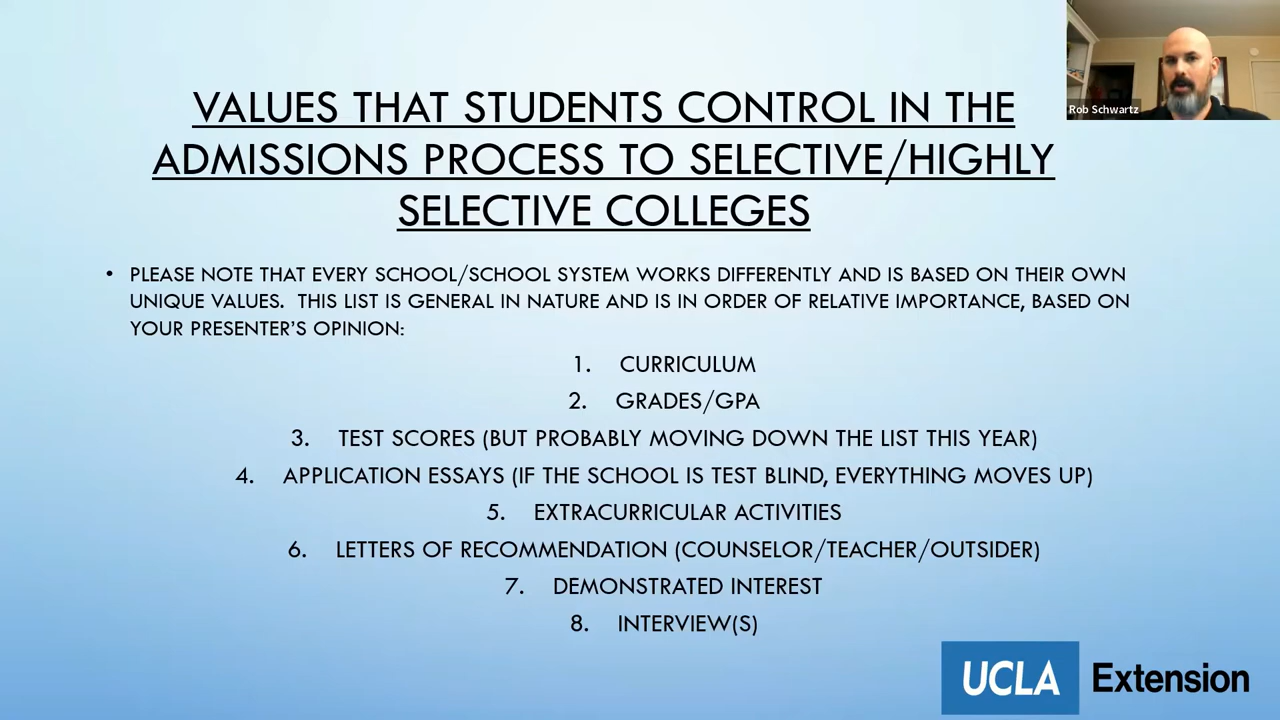 Rob Schwartz
VALUES THAT STUDENTS CONTROL IN THE
ADMISSIONS PROCESS TO SELECTIVE/HIGHLY
SELECTIVE COLLEGES
• PLEASE NOTE THAT EVERY SCHOOL/SCHOOL SYSTEM WORKS DIFFERENTLY AND IS BASED ON THEIR OWN
UNIQUE VALUES. THIS LIST IS GENERAL IN NATURE AND IS IN ORDER OF RELATIVE IMPORTANCE, BASED ON
YOUR PRESENTER'S OPINION:
1. CURRICULUM
2. GRADES/GPA
3. TEST SCORES (BUT PROBABLY MOVING DOWN THE LIST THIS YEAR)
4. APPLICATION ESSAYS (IF THE SCHOOL IS TEST BLIND, EVERYTHING MOVES UP)
5. EXTRACURRICULAR ACTIVITIES
6. LETTERS OF RECOMMENDATION (COUNSELOR/TEACHER/OUTSIDER)
7. DEMONSTRATED INTEREST
8. INTERVIEW(S)
UCLA Extension